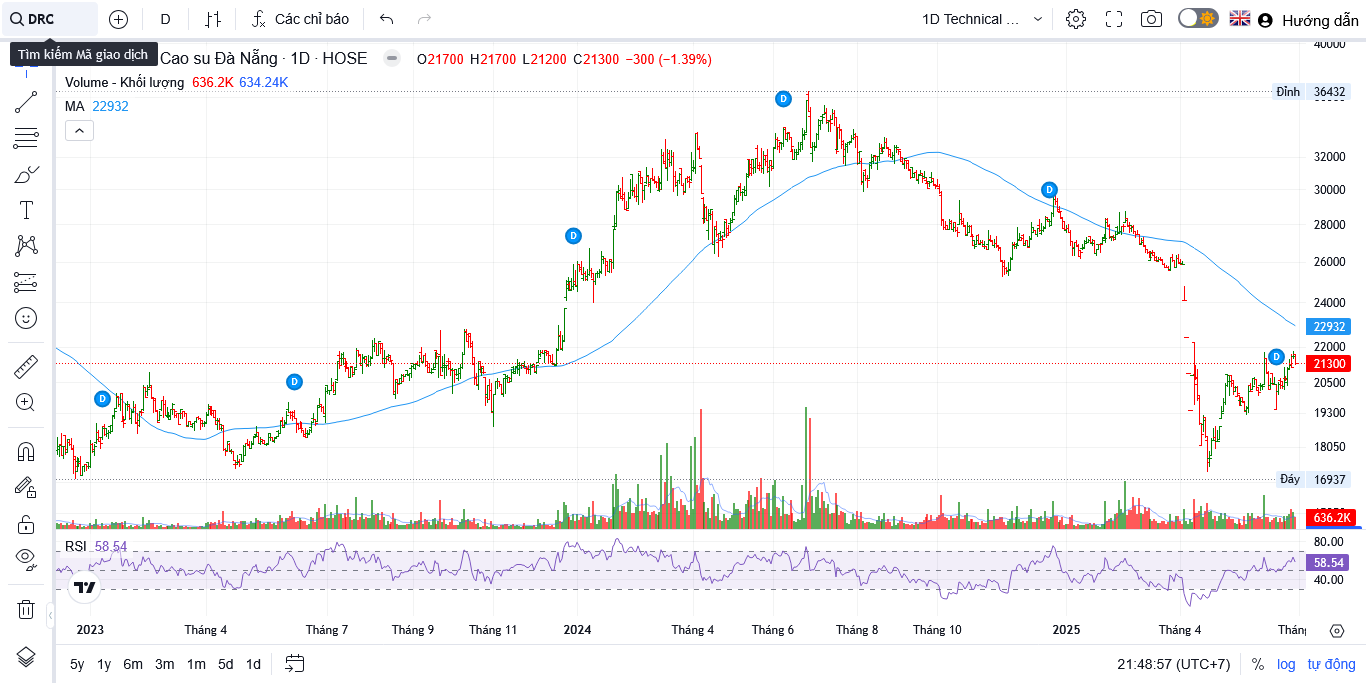 DRC
D
Các chỉ báo
1D Technical ...
Hướng dẫn
Tìm kiếm Mã giao dịch
Cao su Đà Nẵng · 1D · HOSE
O21700 H21700 L21200 C21300 −300 (−1.39%)
Volume - Khối lượng 636.2K 634.24K
MA 22932
40000
Đỉnh 36432
32000
30000
28000
26000
24000
22932
22000
21300
20500
19300
18050
Đáy 16937
636.2K
D
D
D
D
D
D
RSI 58.54
80.00
58.54
40.00
2023 Tháng 4 Tháng 7 Tháng 9 Tháng 11 2024 Tháng 4 Tháng 6 Tháng 8 Tháng 10 2025 Tháng 4 Thán
5y 1y 6m 3m 1m 5d 1d
21:48:57 (UTC+7) % log tự động